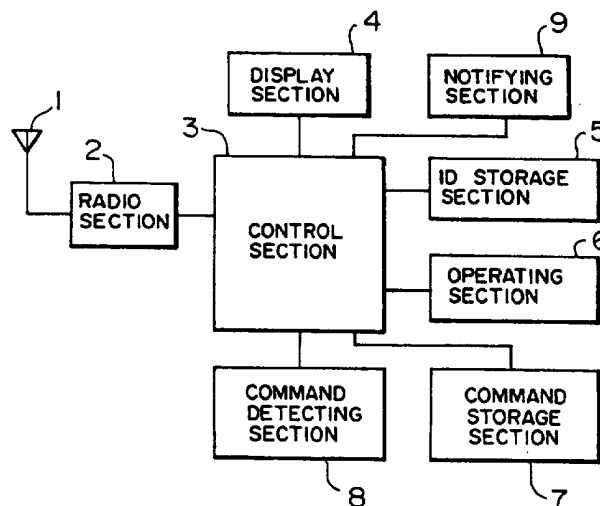 4
9
DISPLAY
SECTION
NOTIFYING
SECTION
1
3
5
2
RADIO
SECTION
ID STORAGE
SECTION
CONTROL
SECTION
6
OPERATING
SECTION
COMMAND
DETECTING
SECTION
COMMAND
STORAGE
SECTION
8
7